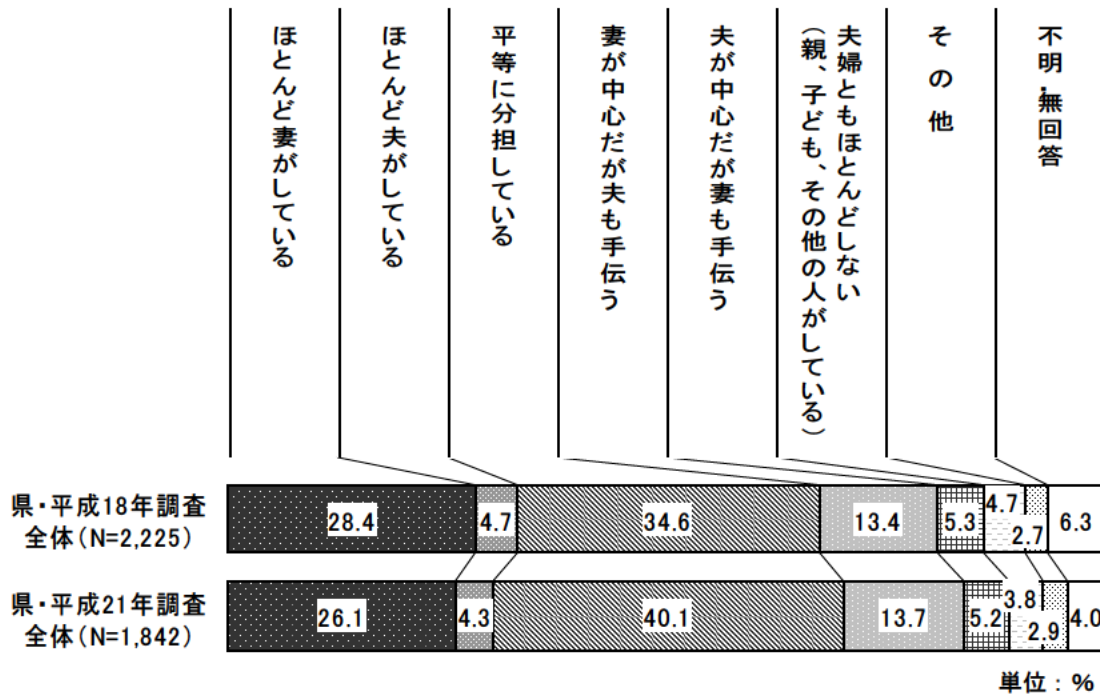 ほとんど妻がしている
ほとんど夫がしている
平等に分担している
妻が中心だが夫も手伝う
夫が中心だが妻も手伝う
夫婦ともほとんどしない
（親、子ども、その他の人がしている）
その他
不明・無回答
県・平成18年調査
全体(N=2,225)
28.4
4.7
34.6
13.4
5.3
4.7
2.7
6.3
県・平成21年調査
全体(N=1,842)
26.1
4.3
40.1
13.7
5.2
3.8
2.9
4.0
単位：％